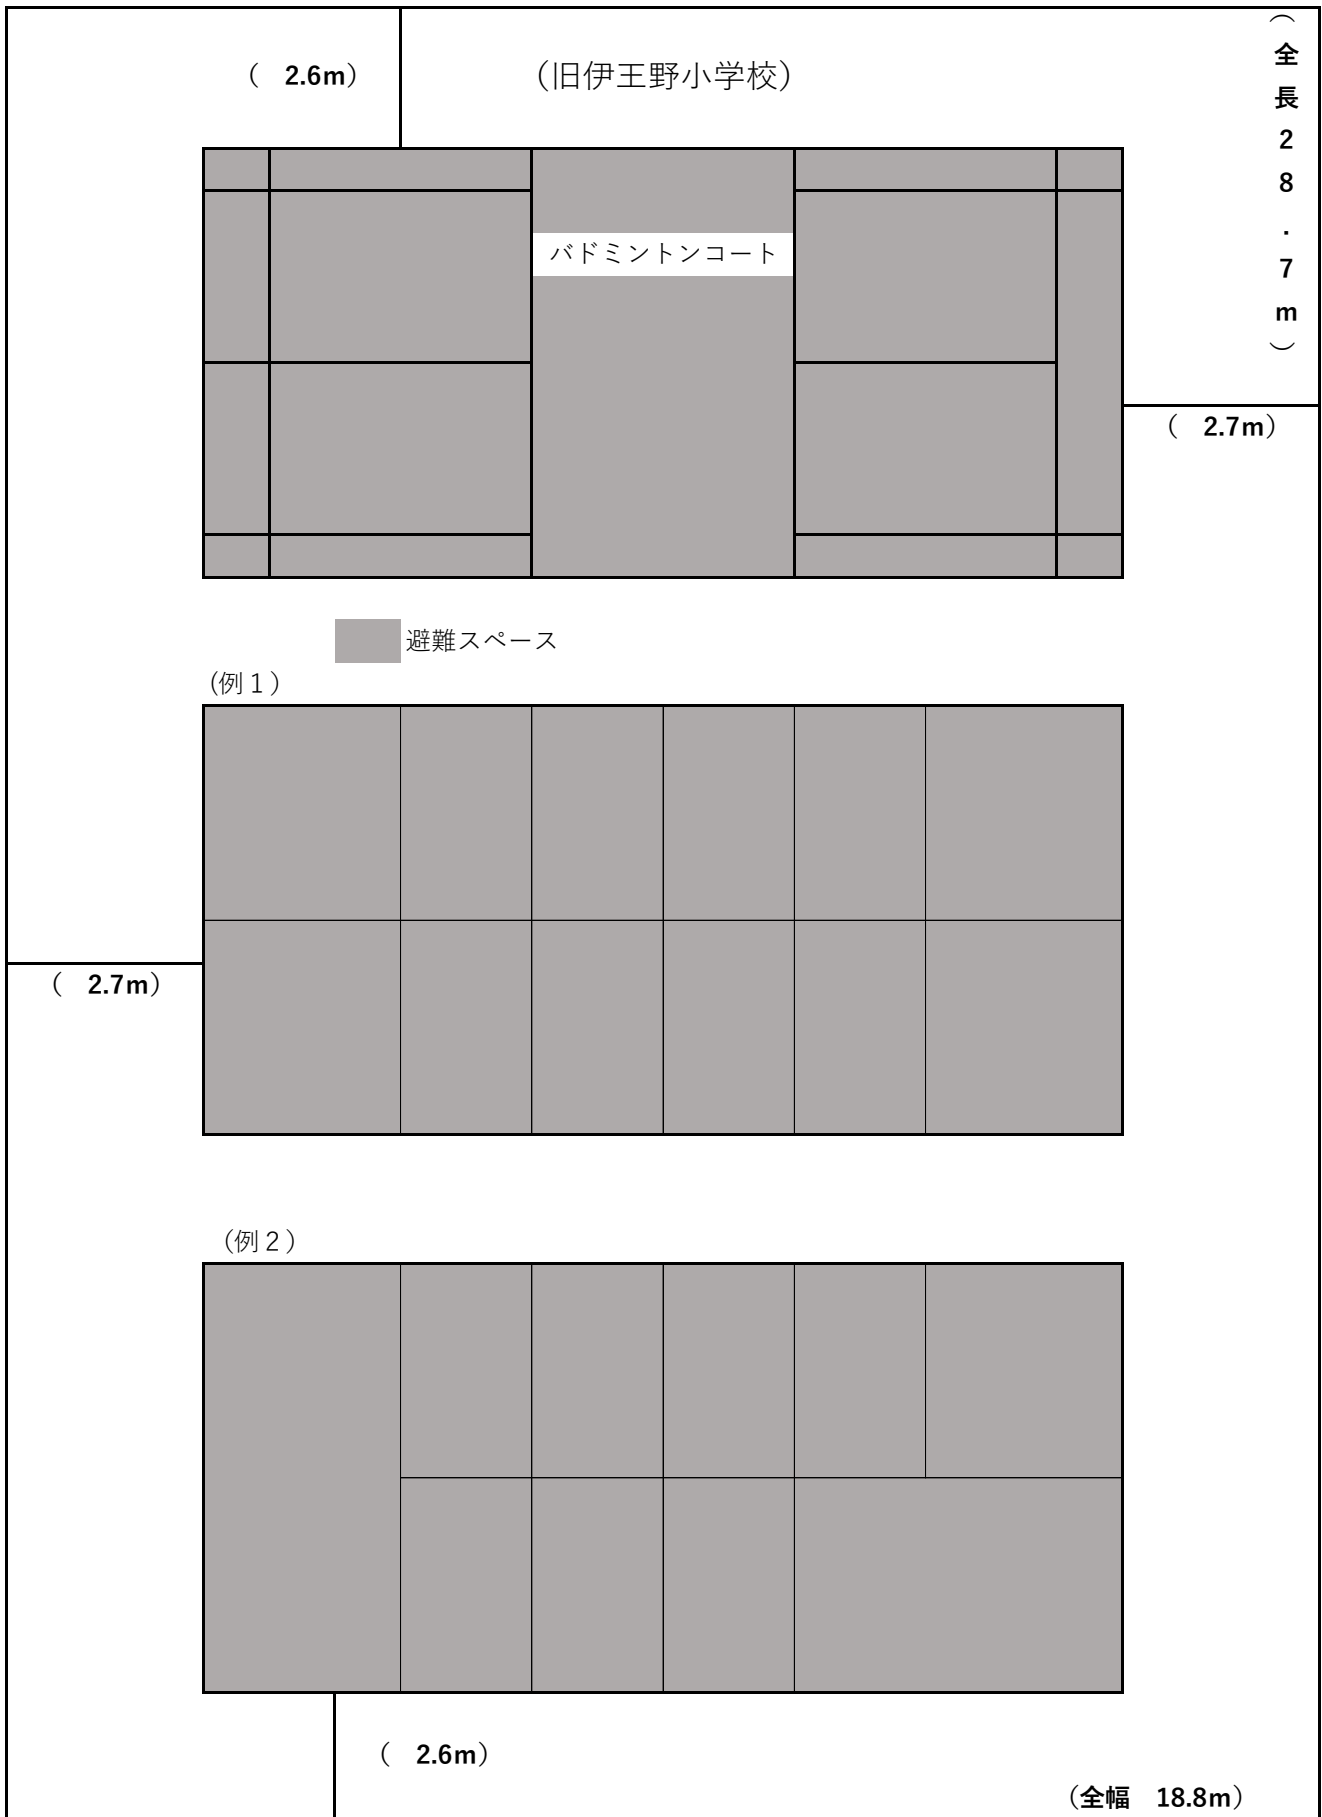 ( 2.6m)
(旧伊王野小学校)
(全長28.7m)
バドミントンコート
( 2.7m)
避難スペース
(例１)
( 2.7m)
(例２)
( 2.6m)
(全幅 18.8m)